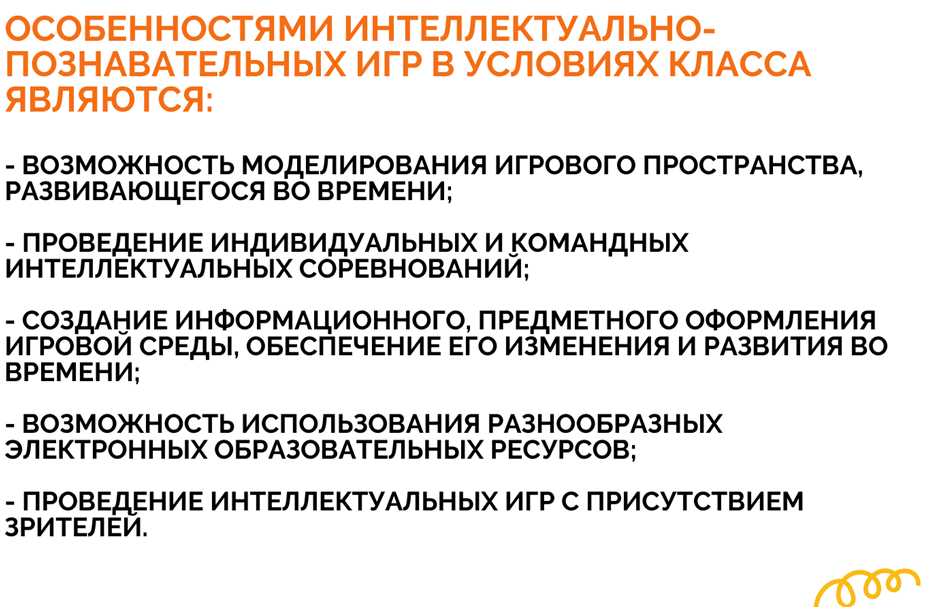 ОСОБЕННОСТЯМИ ИНТЕЛЛЕКТУАЛЬНО-
ПОЗНАВАТЕЛЬНЫХ ИГР В УСЛОВИЯХ КЛАССА
ЯВЛЯЮТСЯ:
- ВОЗМОЖНОСТЬ МОДЕЛИРОВАНИЯ ИГРОВОГО ПРОСТРАНСТВА,
РАЗВИВАЮЩЕГОСЯ ВО ВРЕМЕНИ;
- ПРОВЕДЕНИЕ ИНДИВИДУАЛЬНЫХ И КОМАНДНЫХ
ИНТЕЛЛЕКТУАЛЬНЫХ СОРЕВНОВАНИЙ;
- СОЗДАНИЕ ИНФОРМАЦИОННОГО, ПРЕДМЕТНОГО ОФОРМЛЕНИЯ
ИГРОВОЙ СРЕДЫ, ОБЕСПЕЧЕНИЕ ЕГО ИЗМЕНЕНИЯ И РАЗВИТИЯ ВО
ВРЕМЕНИ;
- ВОЗМОЖНОСТЬ ИСПОЛЬЗОВАНИЯ РАЗНООБРАЗНЫХ
ЭЛЕКТРОННЫХ ОБРАЗОВАТЕЛЬНЫХ РЕСУРСОВ;
- ПРОВЕДЕНИЕ ИНТЕЛЛЕКТУАЛЬНЫХ ИГР С ПРИСУТСТВИЕМ
ЗРИТЕЛЕЙ.